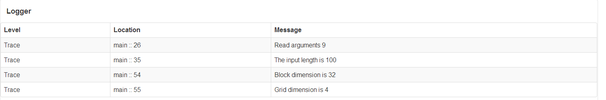 Logger
Level Location Message
Trace main :: 26 Read arguments 9
Trace main :: 35 The input length is 100
Trace main :: 54 Block dimension is 32
Trace main :: 55 Grid dimension is 4